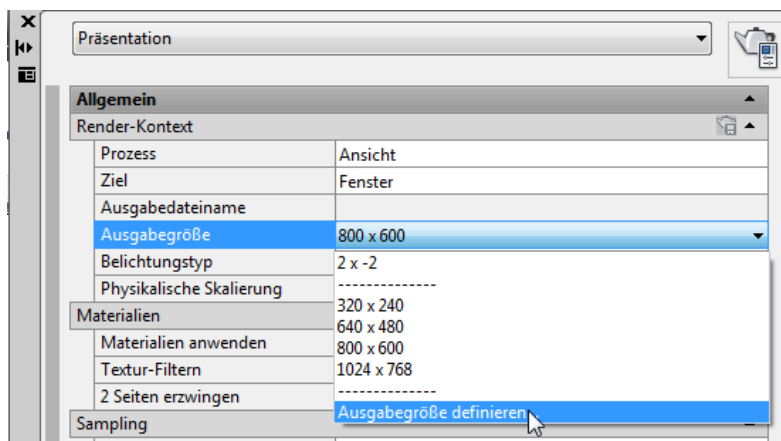 Präsentation
Allgemein
Render-Kontext
Prozess Ansicht
Ziel Fenster
Ausgabedateiname
Ausgabegröße 800 x 600
Belichtungstyp 2 x -2
--------------
Physikalische Skalierung 320 x 240
Materialien 640 x 480
Materialien anwenden 800 x 600
Textur-Filtern 1024 x 768
--------------
2 Seiten erzwingen
Ausgabegröße definieren...
Sampling